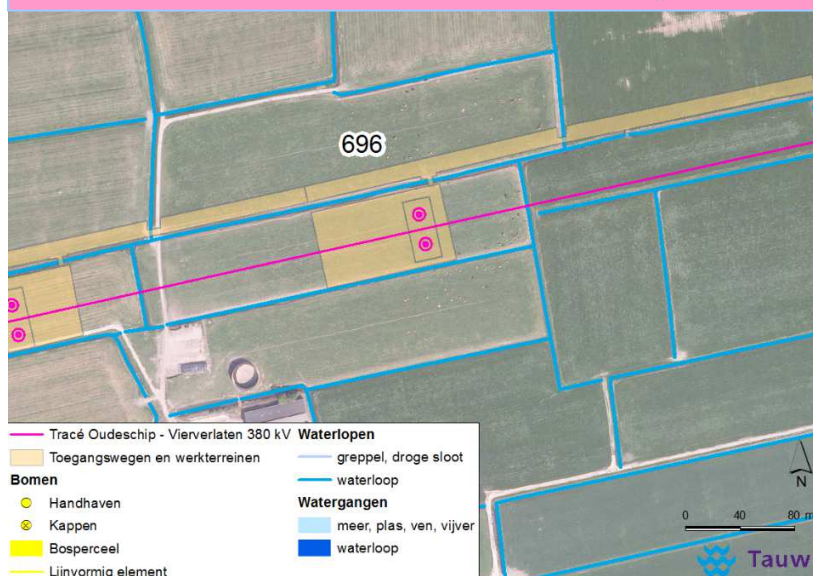 696
Tracé Oudeschip - Vierverlaten 380 kV
Toegangswegen en werkterreinen
Bomen
Handhaven
Kappen
Bosperceel
Lijnvormig element
Waterlopen
greppel, droge sloot
waterloop
Watergangen
meer, plas, ven, vijver
waterloop
N
0 40 80 m
Tauw